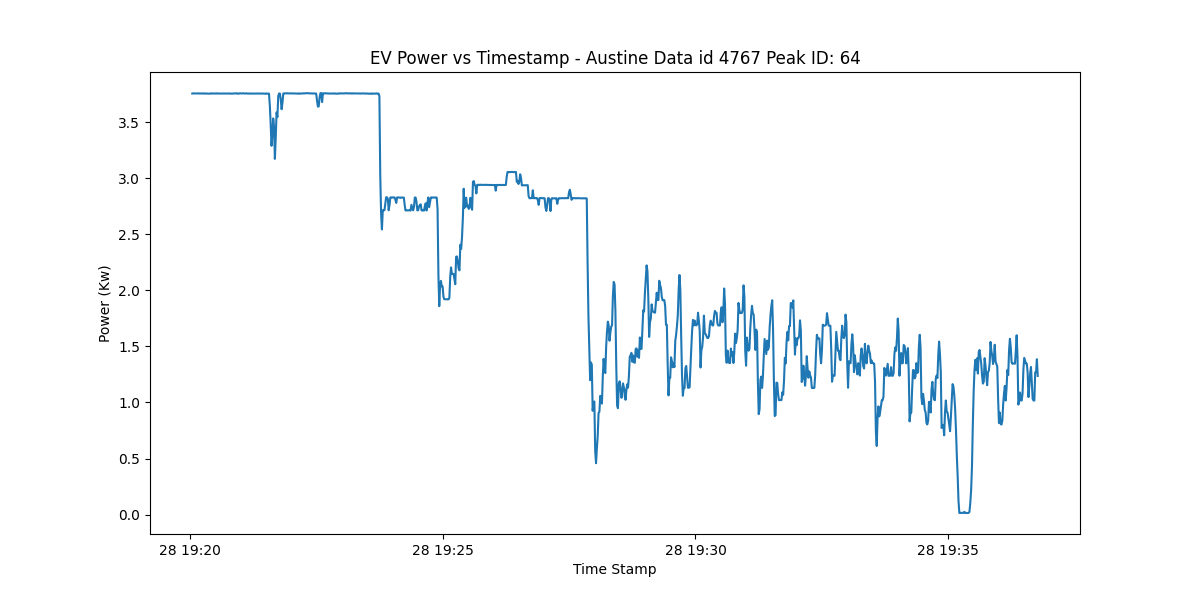 EV Power vs Timestamp - Austine Data id 4767 Peak ID: 64
Power (Kw)
3.5
3.0
2.5
2.0
1.5
1.0
0.5
0.0
28 19:20 28 19:25 28 19:30 28 19:35
Time Stamp